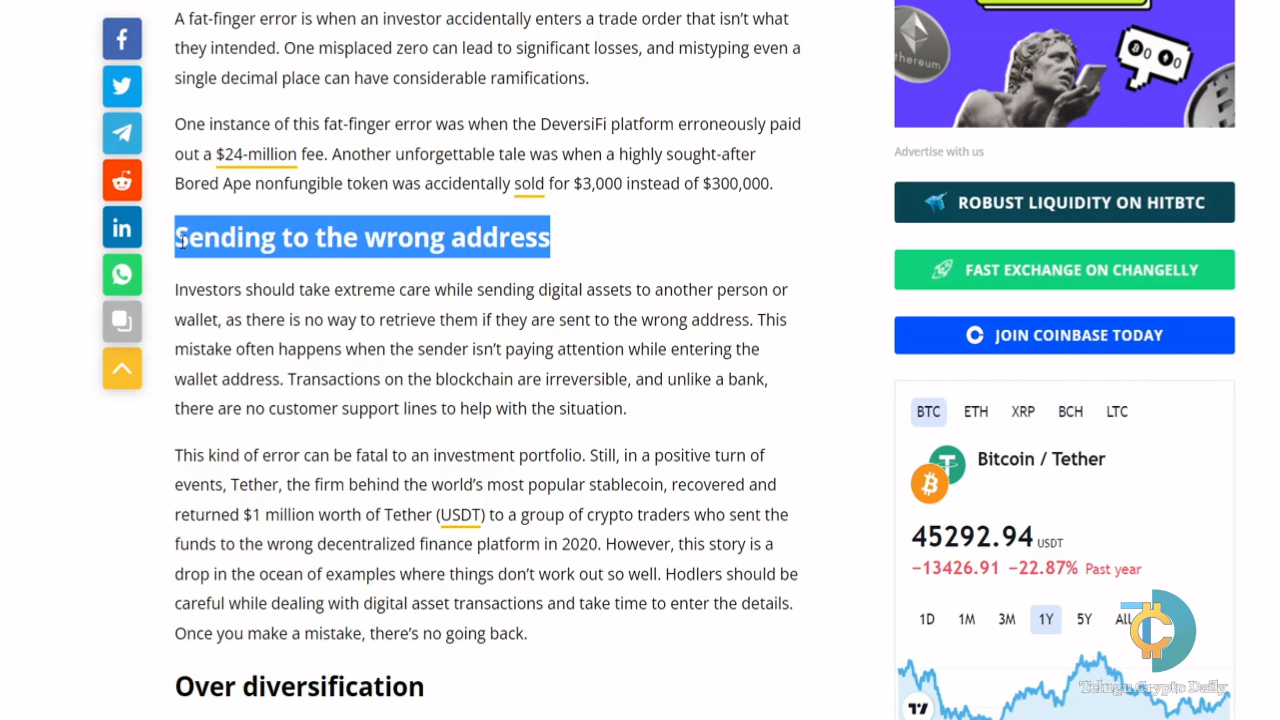 A fat-finger error is when an investor accidentally enters a trade order that isn’t what
they intended. One misplaced zero can lead to significant losses, and mistyping even a
single decimal place can have considerable ramifications.
One instance of this fat-finger error was when the DeversiFi platform erroneously paid
out a $24-million fee. Another unforgettable tale was when a highly sought-after
Bored Ape nonfungible token was accidentally sold for $3,000 instead of $300,000.
Sending to the wrong address
Investors should take extreme care while sending digital assets to another person or
wallet, as there is no way to retrieve them if they are sent to the wrong address. This
mistake often happens when the sender isn’t paying attention while entering the
wallet address. Transactions on the blockchain are irreversible, and unlike a bank,
there are no customer support lines to help with the situation.
This kind of error can be fatal to an investment portfolio. Still, in a positive turn of
events, Tether, the firm behind the world’s most popular stablecoin, recovered and
returned $1 million worth of Tether (USDT) to a group of crypto traders who sent the
funds to the wrong decentralized finance platform in 2020. However, this story is a
drop in the ocean of examples where things don’t work out so well. Hodlers should be
careful while dealing with digital asset transactions and take time to enter the details.
Once you make a mistake, there’s no going back.
Over diversification
ethereum
0 0
Advertise with us
ROBUST LIQUIDITY ON HITBTC
FAST EXCHANGE ON CHANGELLY
JOIN COINBASE TODAY
BTC ETH XRP BCH LTC
Bitcoin / Tether
45292.94 USDT
−13426.91 −22.87% Past year
1D 1M 3M 1Y 5Y All
Telugu Crypto Daily